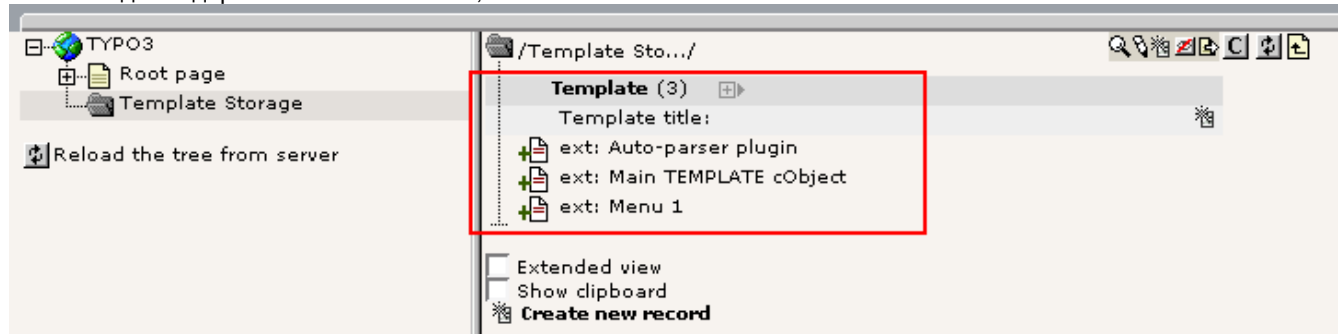 TYPO3
Root page
Template Storage
Reload the tree from server
/Template Sto.../
Template (3)
Template title:
ext: Auto-parser plugin
ext: Main TEMPLATE cObject
ext: Menu 1
Extended view
Show clipboard
Create new record
C